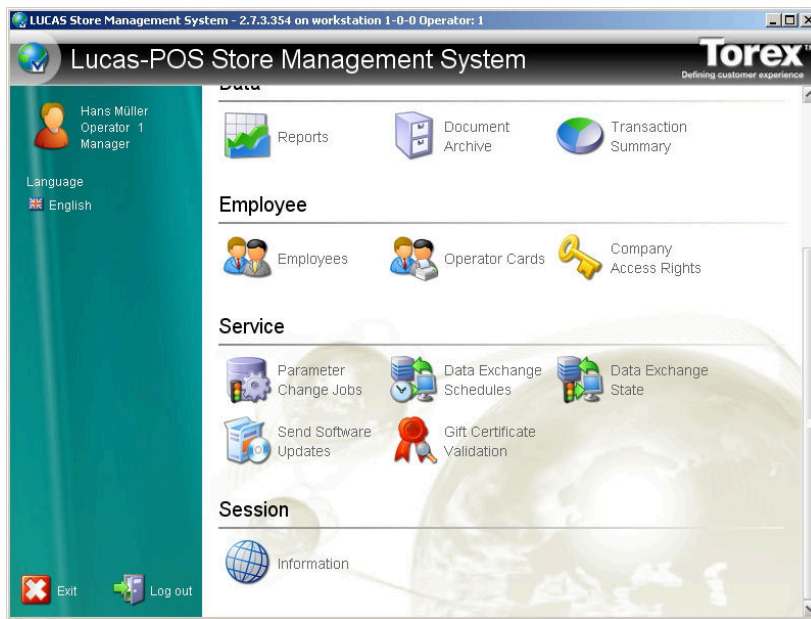 LUCAS Store Management System - 2.7.3.354 on workstation 1-0-0 Operator: 1
Lucas-POS Store Management System
Torex
TM
Defining customer experience
Hans Müller
Operator 1
Manager
Language
English
Exit
Log out
Data
Reports
Document
Archive
Transaction
Summary
Employee
Employees
Operator Cards
Company
Access Rights
Service
Parameter
Change Jobs
Data Exchange
Schedules
Data Exchange
State
Send Software
Updates
Gift Certificate
Validation
Session
Information